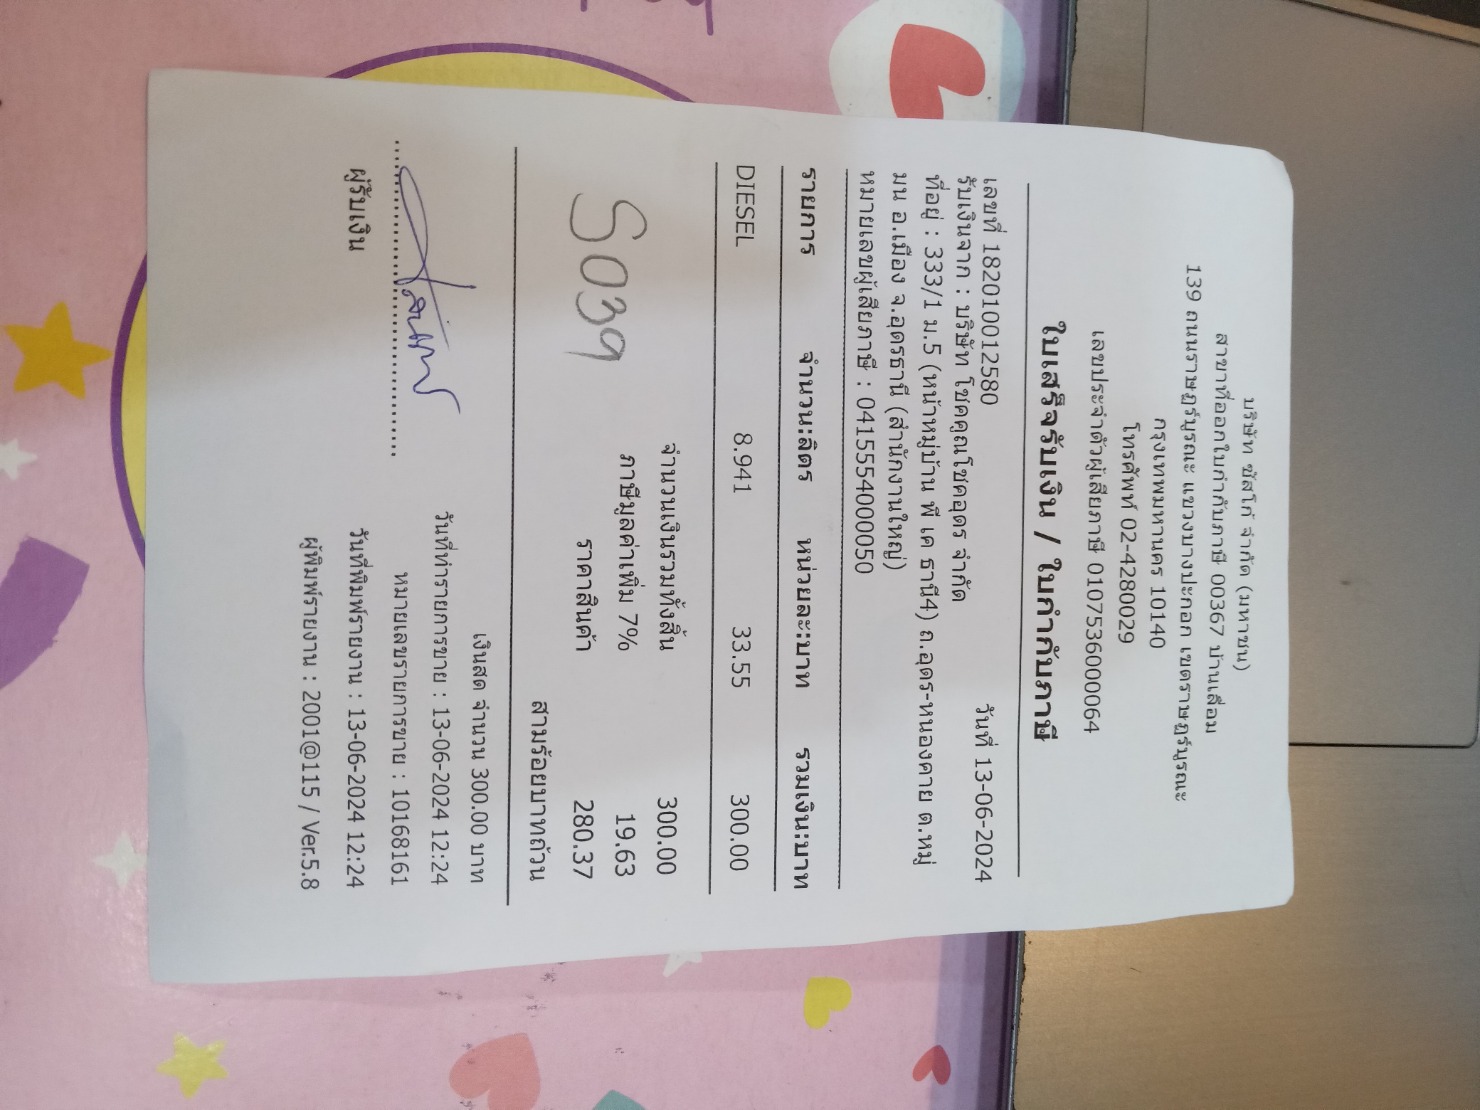 บริษัท ซัสโก้ จำกัด (มหาชน)
สาขาที่ออกใบกำกับภาษี 00367 บ้านเลื่อม
139 ถนนราษฎร์บูรณะ แขวงบางปะกอก เขตราษฎร์บูรณะ
กรุงเทพมหานคร 10140
โทรศัพท์ 02-4280029
เลขประจำตัวผู้เสียภาษี 0107536000064
ใบเสร็จรับเงิน / ใบกำกับภาษี
เลขที่ 182010012580 วันที่ 13-06-2024
รับเงินจาก : บริษัท โชคคูณโชคอุดร จำกัด
ที่อยู่ : 333/1 ม.5 (หน้าหมู่บ้าน พี เค ธานี4) ถ.อุดร-หนองคาย ต.หมู่
มน อ.เมือง จ.อุดรธานี (สำนักงานใหญ่)
หมายเลขผู้เสียภาษี : 0415554000050
รายการ จำนวน:ลิตร หน่วยละ:บาท รวมเงิน:บาท
DIESEL 8.941 33.55 300.00
จำนวนเงินรวมทั้งสิ้น 300.00
ภาษีมูลค่าเพิ่ม 7% 19.63
ราคาสินค้า 280.37
S039
สามร้อยบาทถ้วน
เงินสด จำนวน 300.00 บาท
วันที่ทำรายการขาย : 13-06-2024 12:24
หมายเลขรายการขาย : 10168161
ผู้รับเงิน วันที่พิมพ์รายงาน : 13-06-2024 12:24
ผู้พิมพ์รายงาน : 2001@115 / Ver.5.8